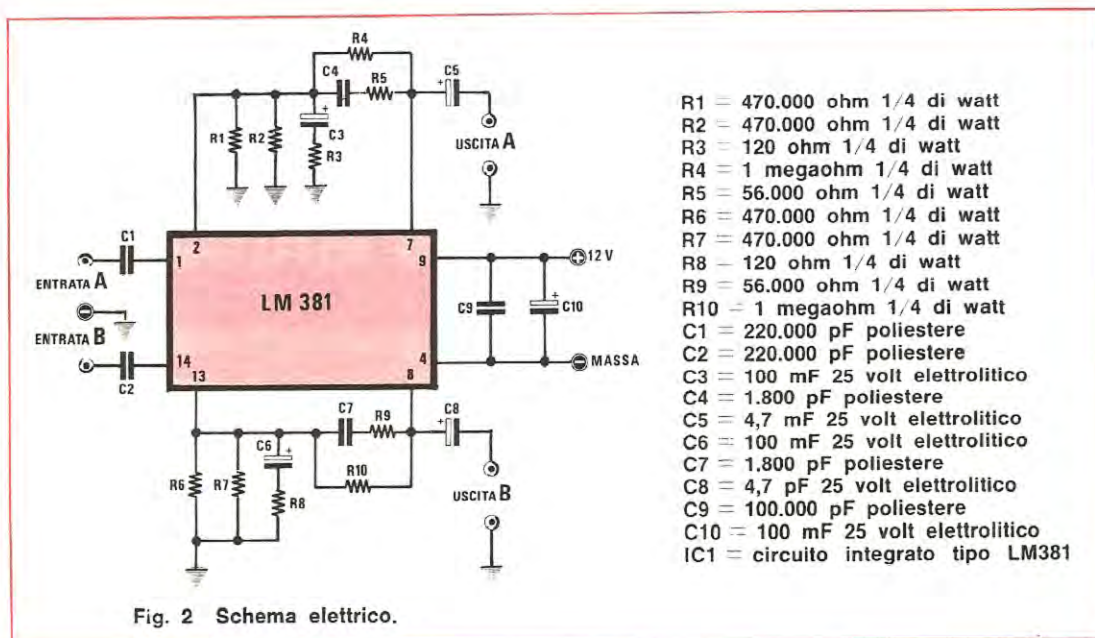 R4
C4
R5
C5
+
+
R1
R2
C3
R3
USCITA A
2
7
C1
1
9
12 V
ENTRATA A
LM 381
C9
+
C10
ENTRATA B
14
4
MASSA
C2
13
8
C7
R9
+
C8
C6
+
R6
R7
R10
R8
USCITA B
Fig. 2 Schema elettrico.
R1 = 470.000 ohm 1/4 di watt
R2 = 470.000 ohm 1/4 di watt
R3 = 120 ohm 1/4 di watt
R4 = 1 megaohm 1/4 di watt
R5 = 56.000 ohm 1/4 di watt
R6 = 470.000 ohm 1/4 di watt
R7 = 470.000 ohm 1/4 di watt
R8 = 120 ohm 1/4 di watt
R9 = 56.000 ohm 1/4 di watt
R10 = 1 megaohm 1/4 di watt
C1 = 220.000 pF poliestere
C2 = 220.000 pF poliestere
C3 = 100 mF 25 volt elettrolitico
C4 = 1.800 pF poliestere
C5 = 4,7 mF 25 volt elettrolitico
C6 = 100 mF 25 volt elettrolitico
C7 = 1.800 pF poliestere
C8 = 4,7 pF 25 volt elettrolitico
C9 = 100.000 pF poliestere
C10 = 100 mF 25 volt elettrolitico
IC1 = circuito integrato tipo LM381